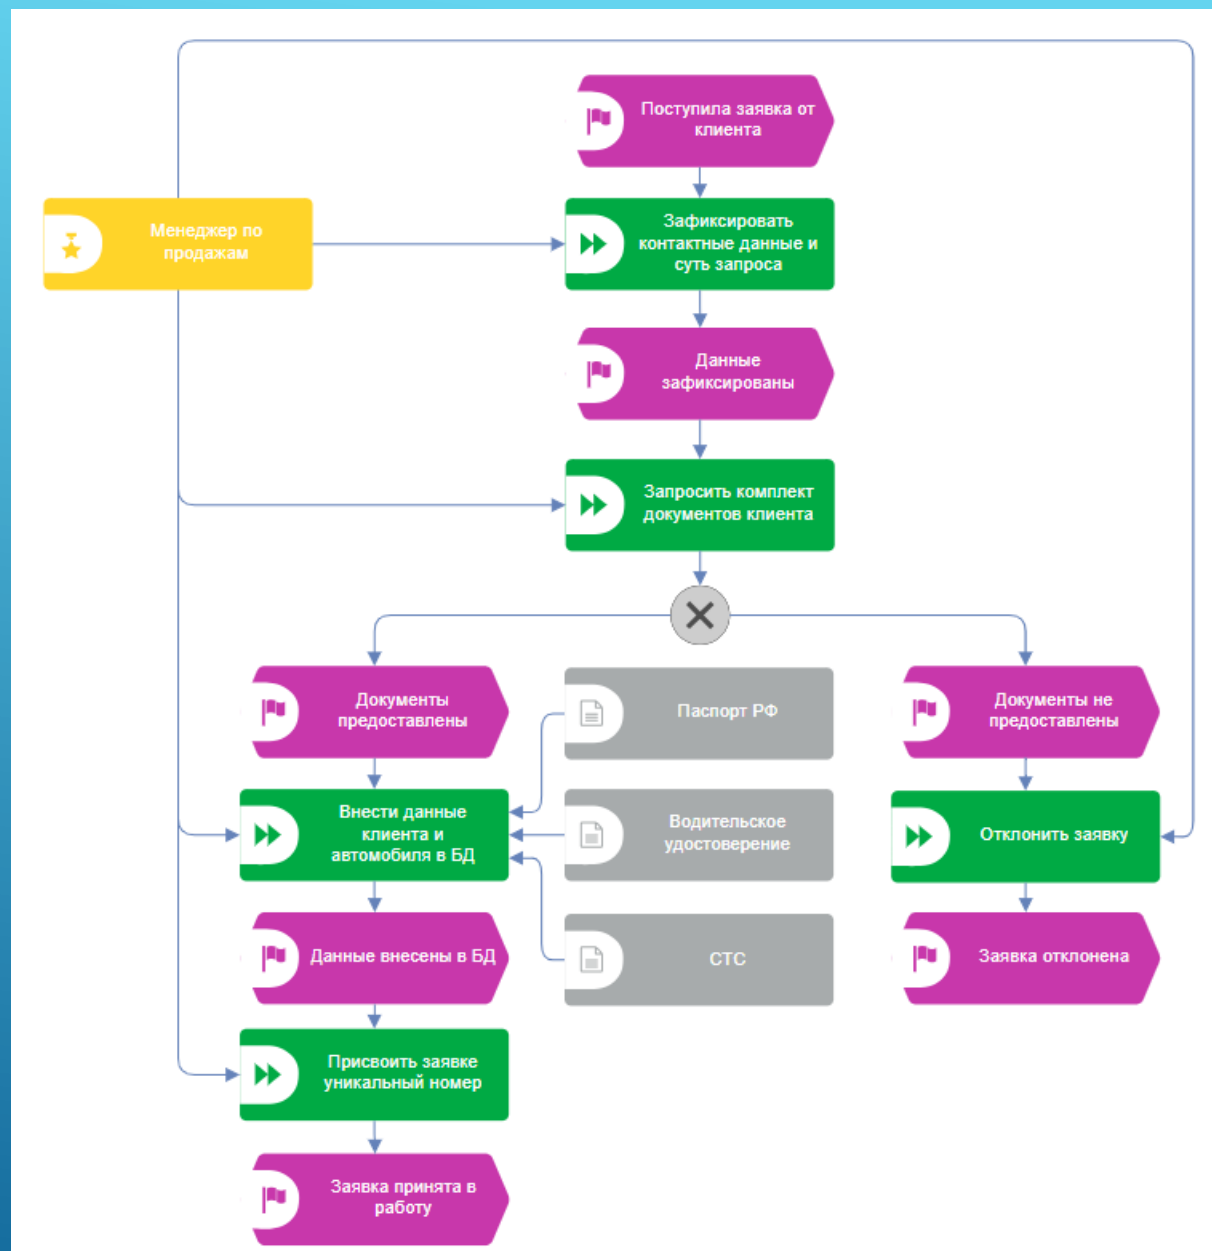 Поступила заявка от
клиента
Менеджер по
продажам
Зафиксировать
контактные данные и
суть запроса
Данные
зафиксированы
Запросить комплект
документов клиента
Документы
предоставлены
Паспорт РФ
Документы не
предоставлены
Внести данные
клиента и
автомобиля в БД
Водительское
удостоверение
Отклонить заявку
Данные внесены в БД
СТС
Заявка отклонена
Присвоить заявке
уникальный номер
Заявка принята в
работу